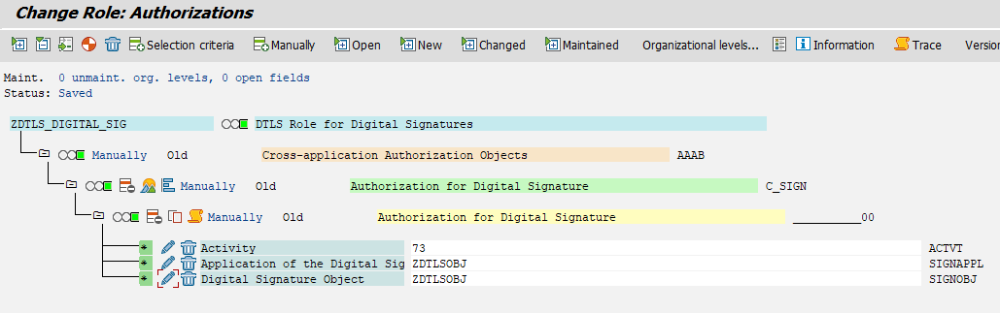 Change Role: Authorizations
Selection criteria Manually Open New Changed Maintained Organizational levels... Information Trace Versio
Maint. 0 unmaint. org. levels, 0 open fields
Status: Saved
ZDTLS_DIGITAL_SIG DTLS Role for Digital Signatures
Manually Old Cross-application Authorization Objects AAAB
Manually Old Authorization for Digital Signature C_SIGN
Manually Old Authorization for Digital Signature __________00
* Activity 73 ACTVT
* Application of the Digital Sig ZDTLSOBJ SIGNAPPL
* Digital Signature Object ZDTLSOBJ SIGNOBJ